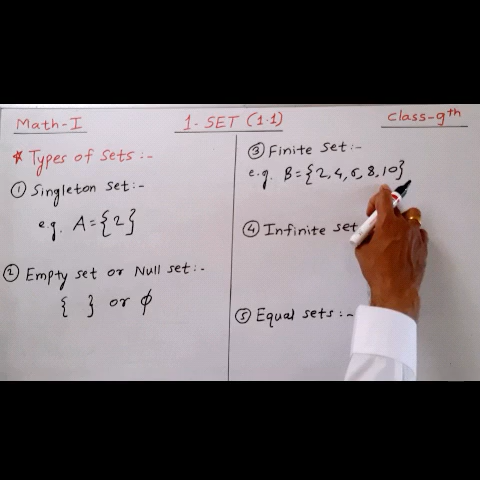 Math-I
1- SET (1.1)
Class-9th
* Types of Sets:-
① Singleton Set:-
e.g. A={2}
② Empty set or Null set:-
{ } or ϕ
③ Finite Set:-
e.g. B={2,4,6,8,10}
④ Infinite set
⑤ Equal sets:-